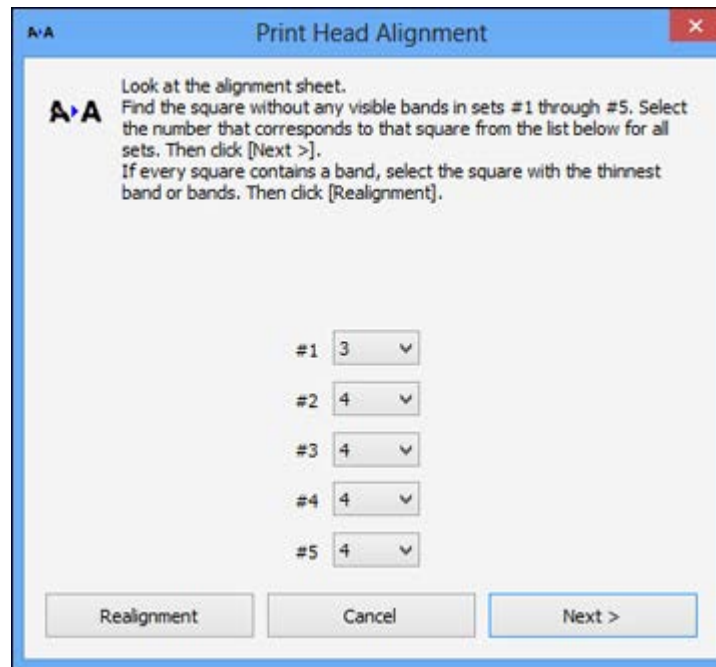 A▸A Print Head Alignment ×
A▸A
Look at the alignment sheet.
Find the square without any visible bands in sets #1 through #5. Select
the number that corresponds to that square from the list below for all
sets. Then click [Next >].
If every square contains a band, select the square with the thinnest
band or bands. Then click [Realignment].
#1 3
#2 4
#3 4
#4 4
#5 4
Realignment Cancel Next >